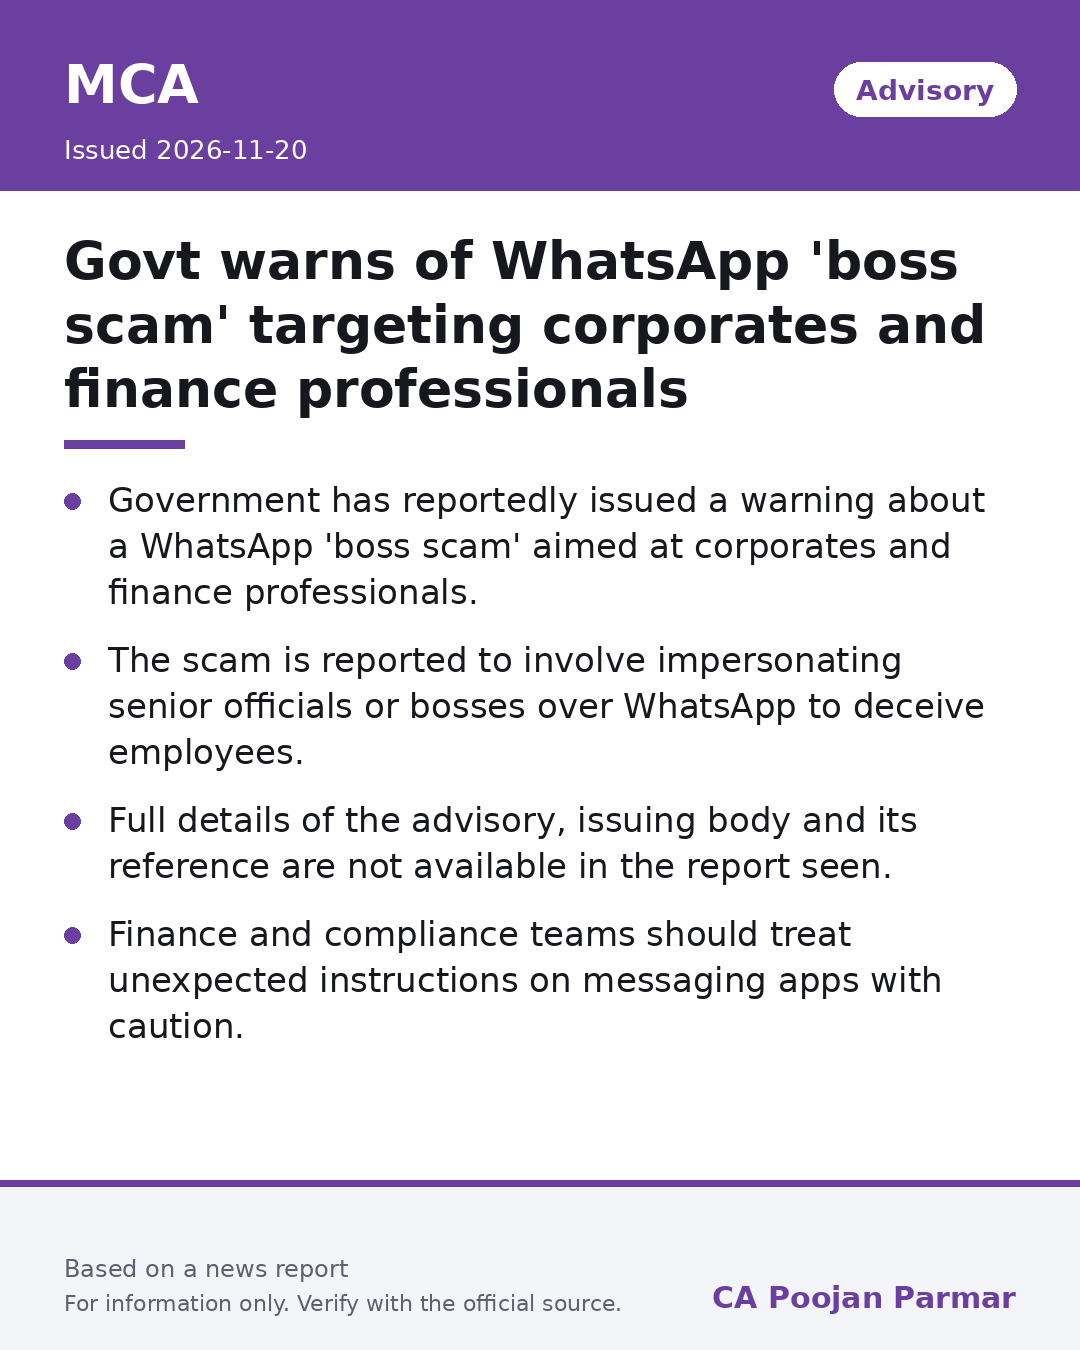 MCA
Advisory
Issued 2026-11-20
Govt warns of WhatsApp 'boss
scam' targeting corporates and
finance professionals
Government has reportedly issued a warning about
a WhatsApp 'boss scam' aimed at corporates and
finance professionals.
The scam is reported to involve impersonating
senior officials or bosses over WhatsApp to deceive
employees.
Full details of the advisory, issuing body and its
reference are not available in the report seen.
Finance and compliance teams should treat
unexpected instructions on messaging apps with
caution.
Based on a news report
For information only. Verify with the official source.
CA Poojan Parmar